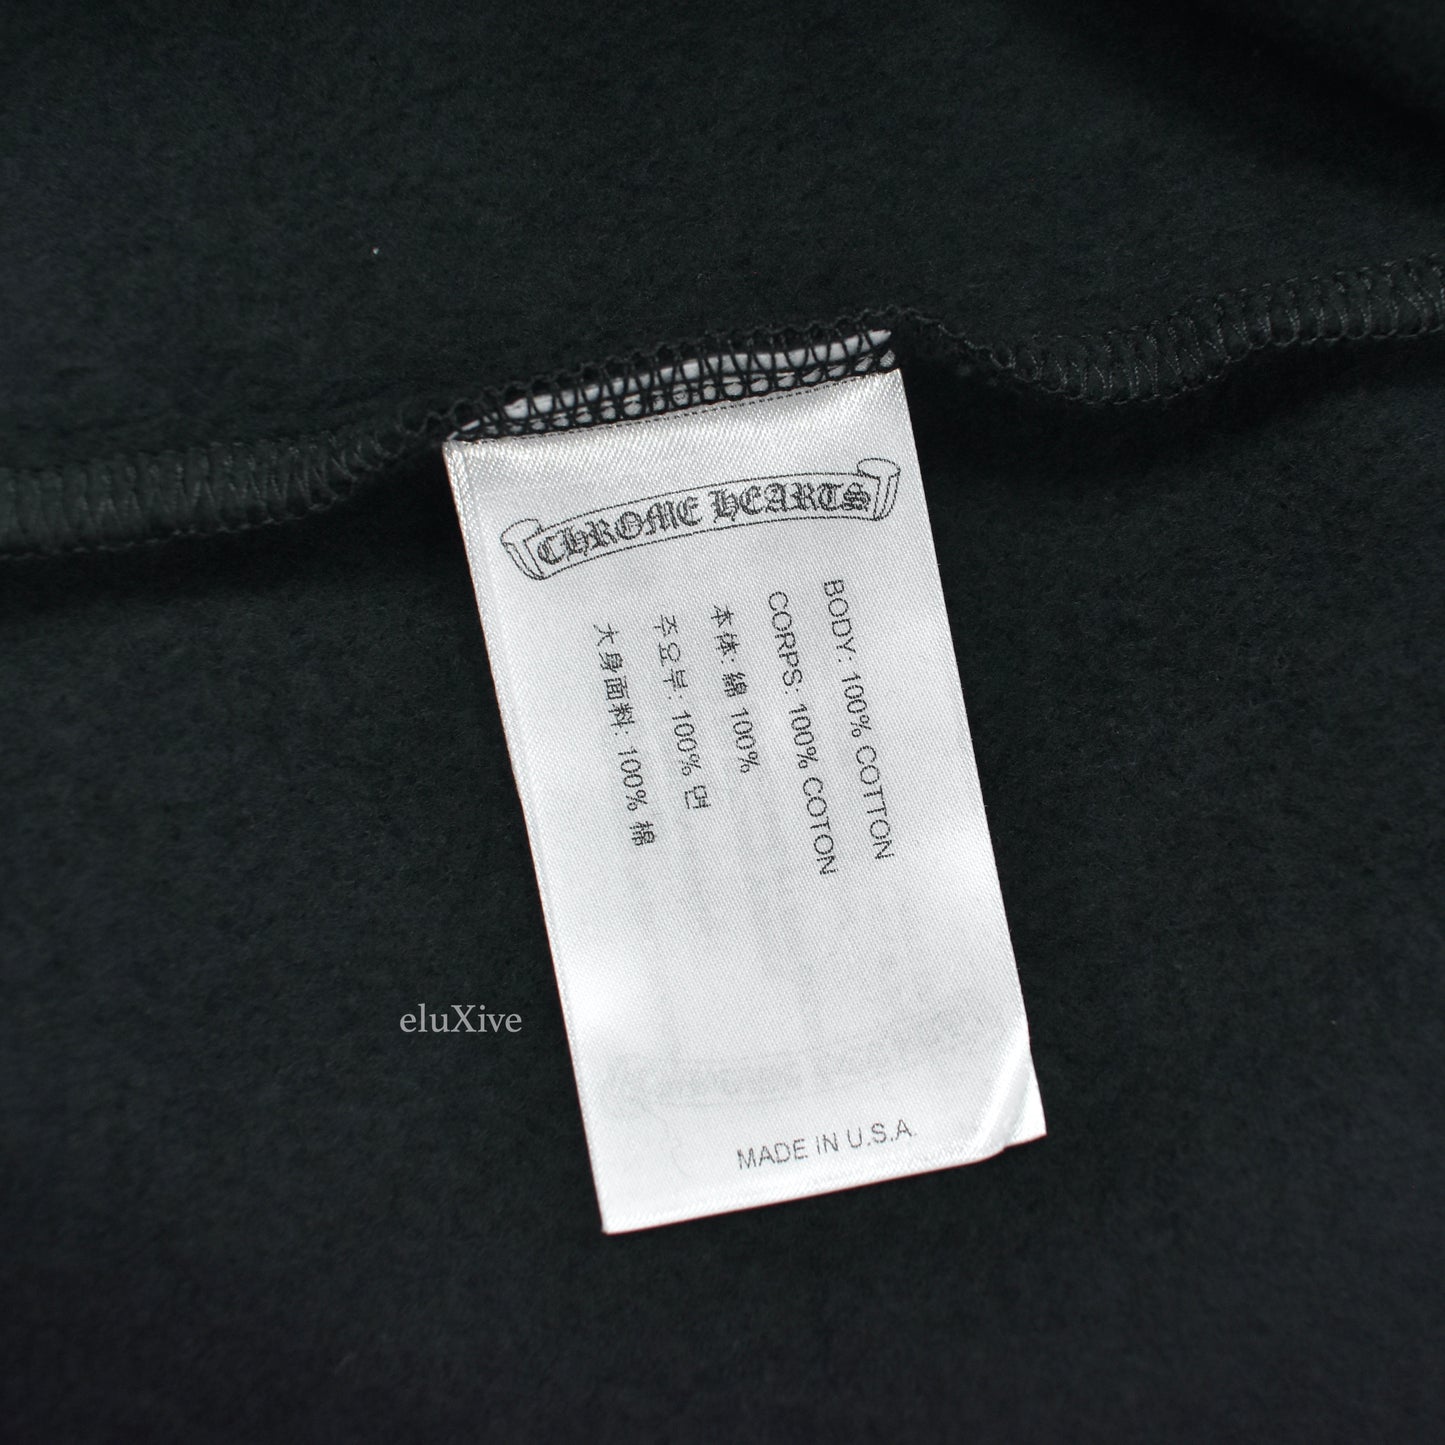 CHROME HEARTS
BODY: 100% COTTON
CORPS: 100% COTON
本体: 綿 100%
주요부: 100% 면
大身面料: 100% 棉
MADE IN U.S.A.
eluXive